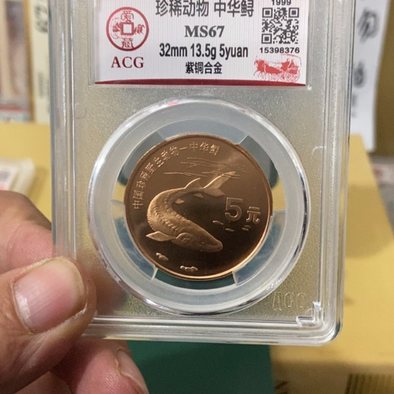 1999
珍稀动物 中华鲟
MS67
ACG
32mm 13.5g 5yuan
15398376
紫铜合金
中国珍稀野生动物—中华鲟
5元
ACG